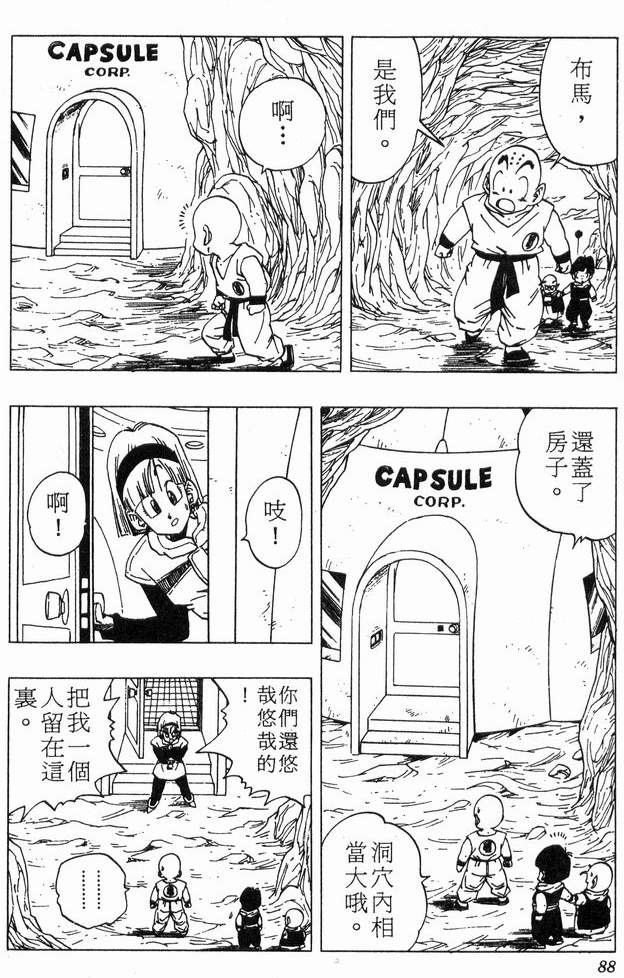 布馬，
是我們。
啊…
CAPSULE
CORP.
還蓋了
房子。
CAPSULE
CORP.
洞穴內相
當大哦。
吱！
啊！
你們還悠
哉悠哉的
！
把我一個
人留在這
裏。
……
88